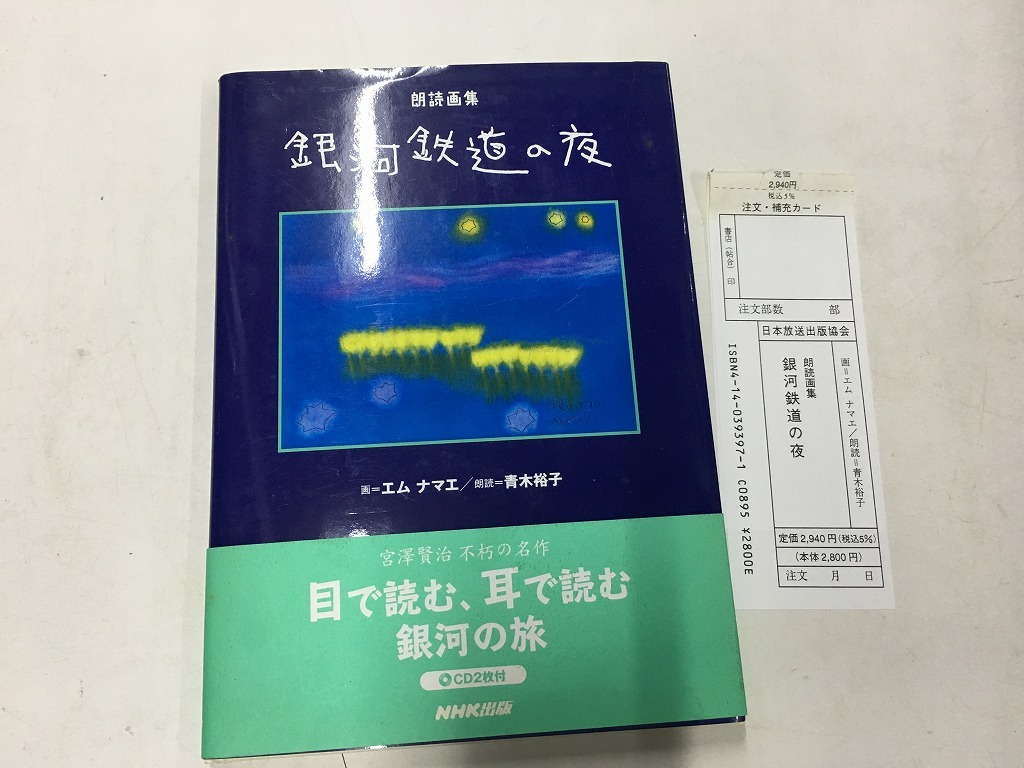 朗読画集
銀河鉄道の夜
画=エム ナマエ/朗読=青木裕子
宮澤賢治 不朽の名作
目で読む、耳で読む
銀河の旅
CD2枚付
NHK出版
定価
2,940円
税込5%
注文・補充カード
書店(帖合)印
注文部数 部
日本放送出版協会
画=エム ナマエ/朗読=青木裕子
朗読画集
銀河鉄道の夜
ISBN4-14-039397-1 C0895 ¥2800E
定価2,940円(税込5%)
(本体2,800円)
注文 月 日